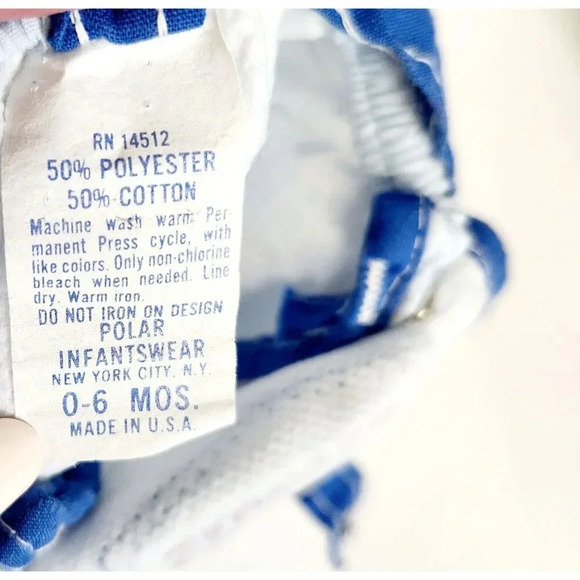 RN 14512
50% POLYESTER
50% COTTON
Machine wash warm. Per-
manent Press cycle, with
like colors. Only non-chlorine
bleach when needed. Line
dry. Warm iron.
DO NOT IRON ON DESIGN
POLAR
INFANTSWEAR
NEW YORK CITY, N.Y.
0-6 MOS.
MADE IN U.S.A.